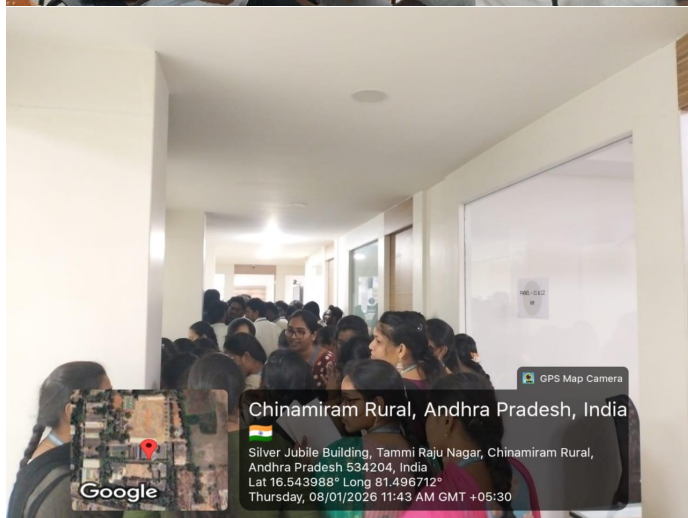 GPS Map Camera
Chinamiram Rural, Andhra Pradesh, India
Silver Jubile Building, Tammi Raju Nagar, Chinamiram Rural,
Andhra Pradesh 534204, India
Lat 16.543988° Long 81.496712°
Thursday, 08/01/2026 11:43 AM GMT +05:30
Google